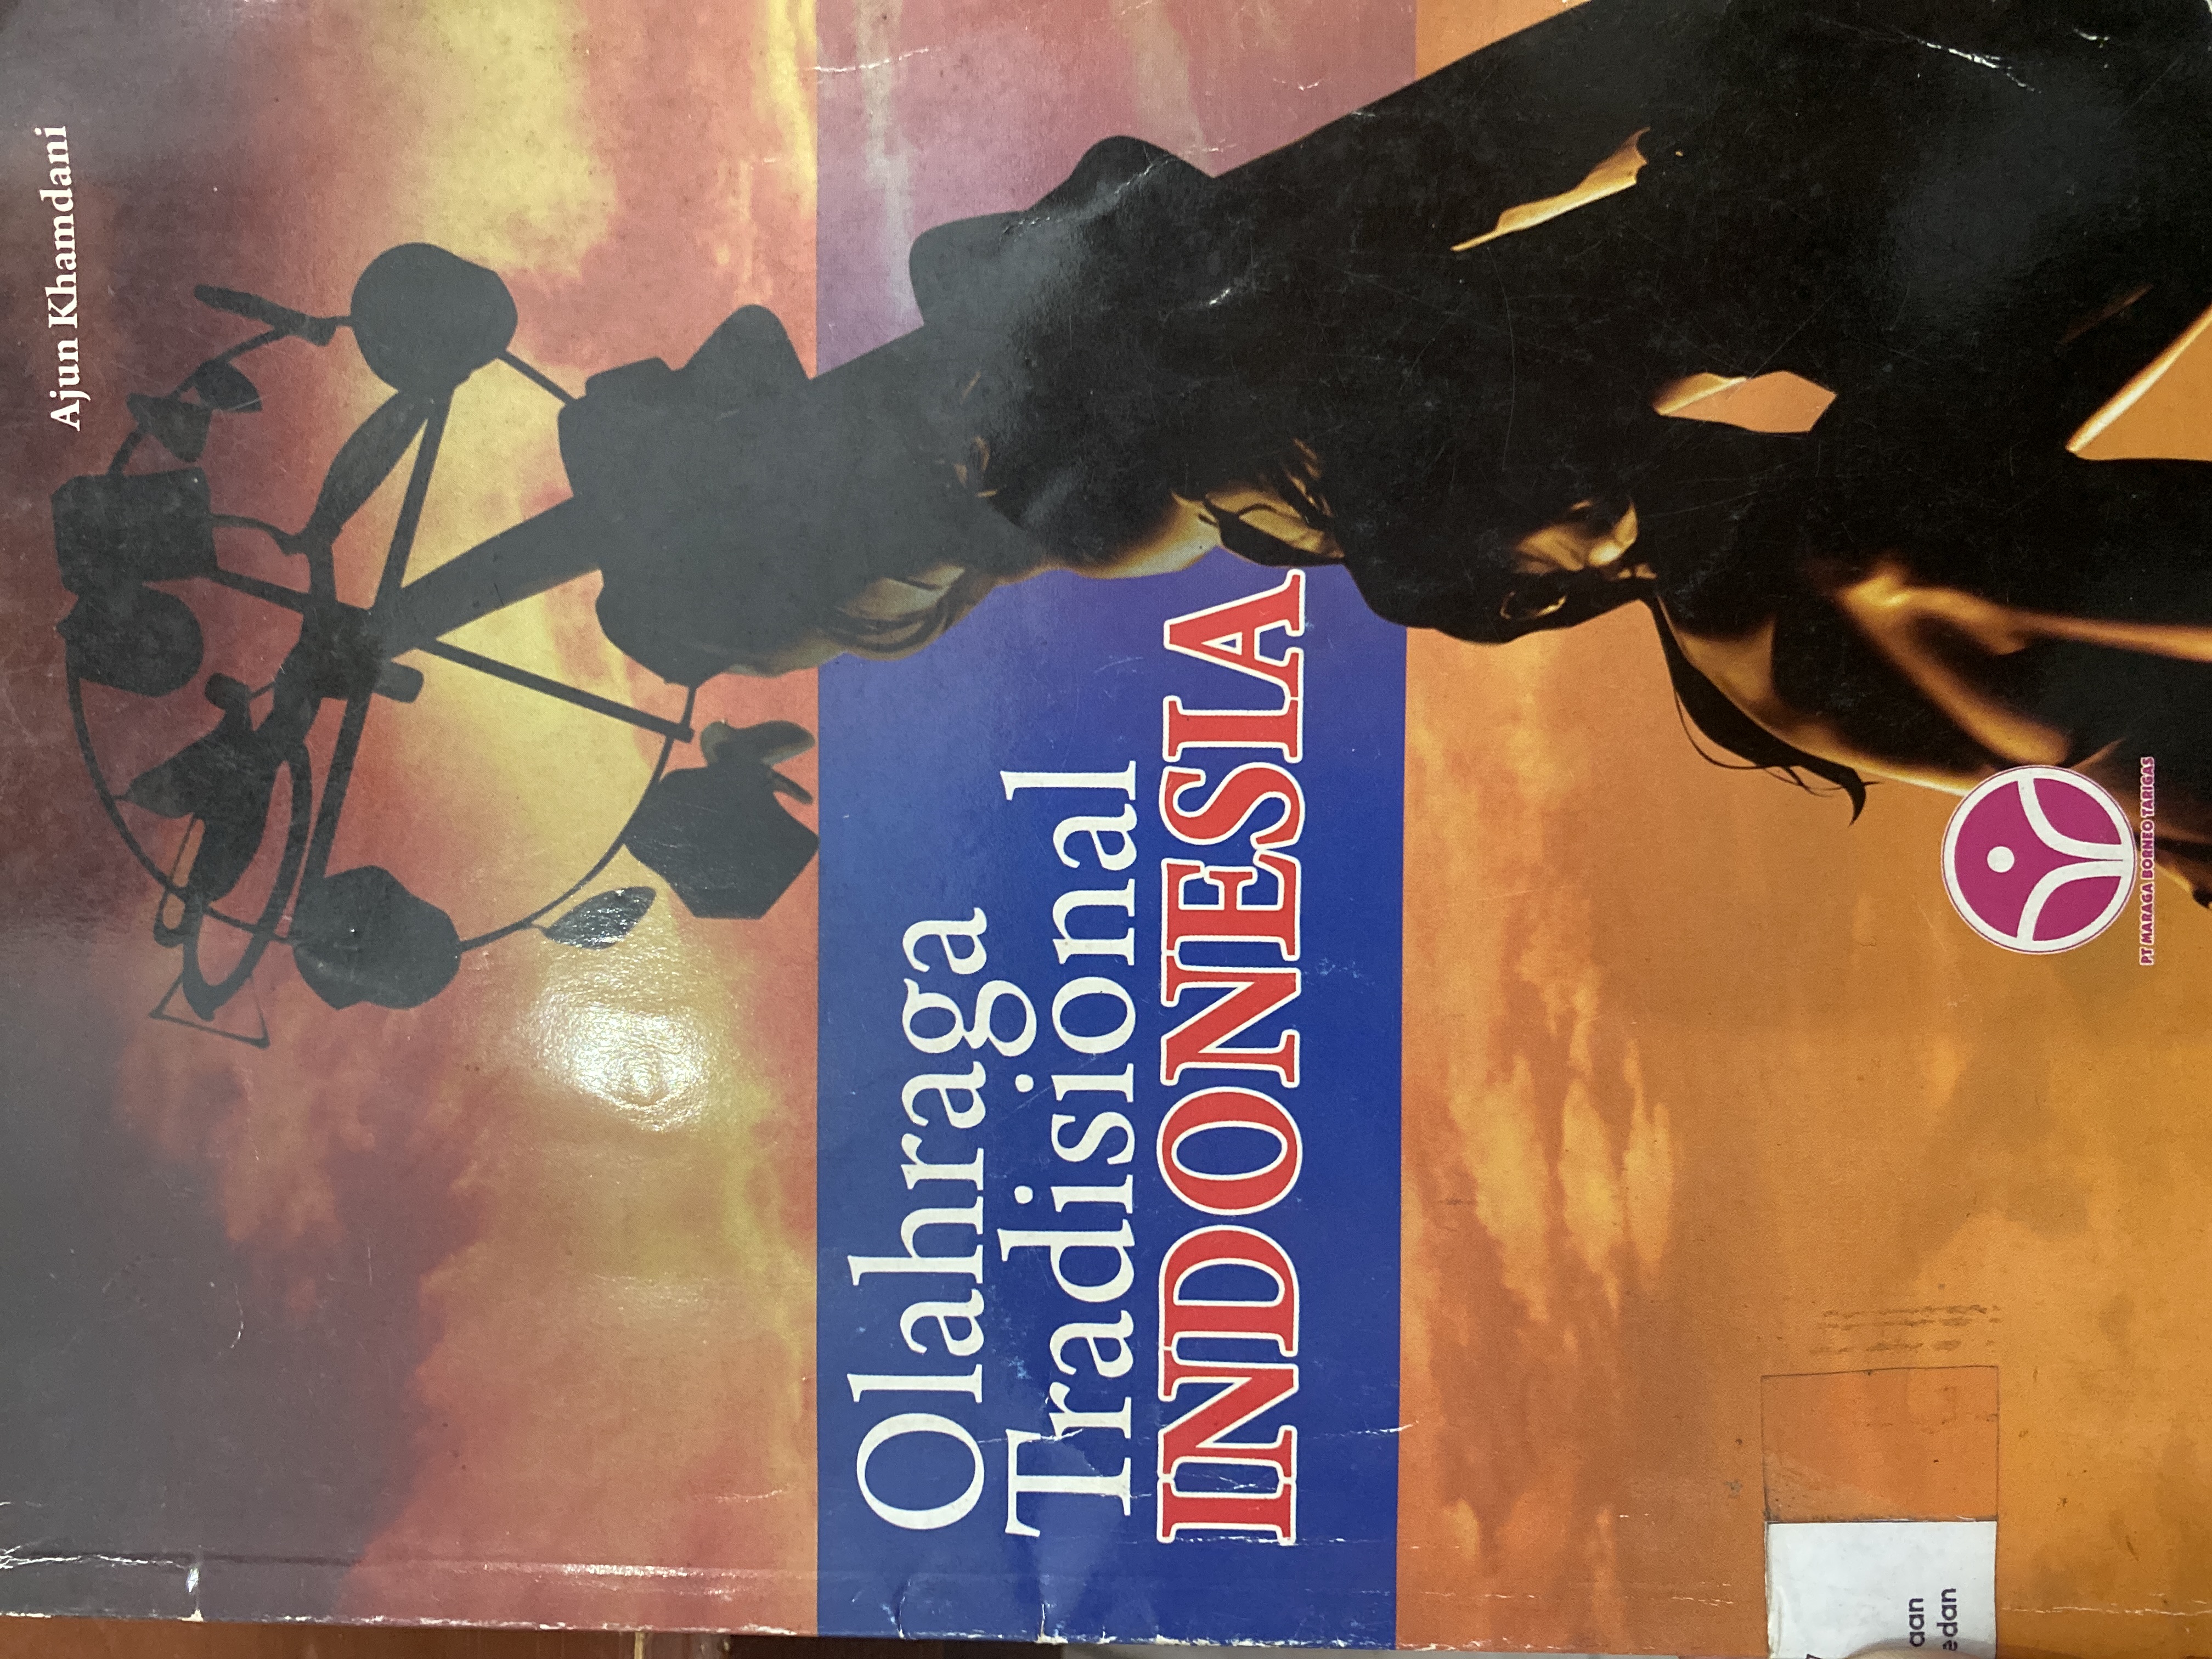 Ajun Khamdani
Olahraga
Tradisional
INDONESIA
PT MARAGA BORNEO TARIGAS
aan
edan